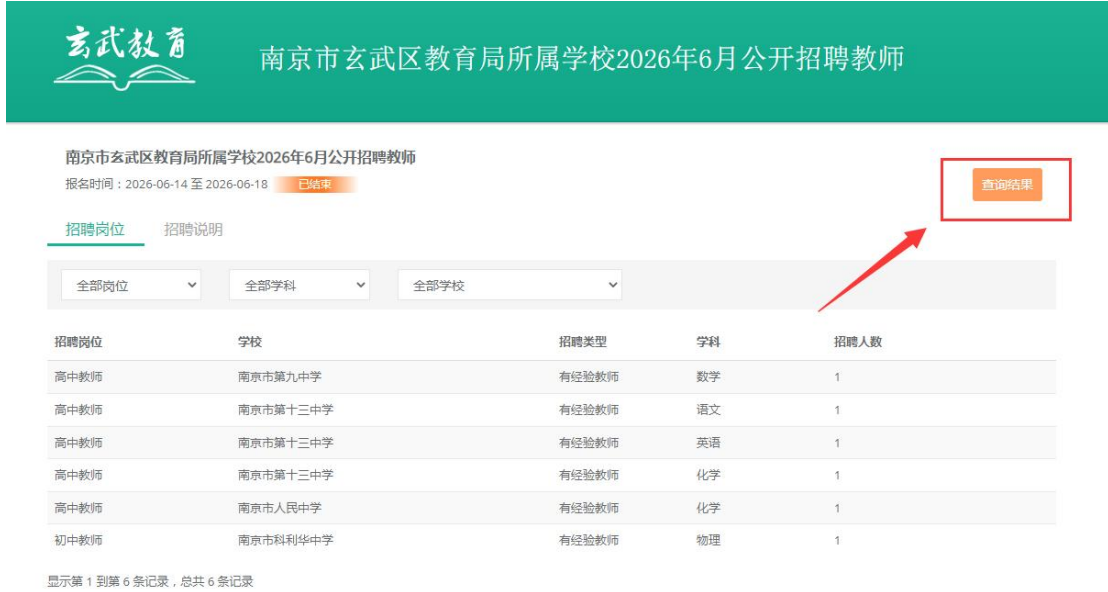 玄武教育
南京市玄武区教育局所属学校2026年6月公开招聘教师
南京市玄武区教育局所属学校2026年6月公开招聘教师
报名时间：2026-06-14 至 2026-06-18 已结束
查询结果
招聘岗位 招聘说明
全部岗位 全部学科 全部学校
招聘岗位 学校 招聘类型 学科 招聘人数
高中教师 南京市第九中学 有经验教师 数学 1
高中教师 南京市第十三中学 有经验教师 语文 1
高中教师 南京市第十三中学 有经验教师 英语 1
高中教师 南京市第十三中学 有经验教师 化学 1
高中教师 南京市人民中学 有经验教师 化学 1
初中教师 南京市科利华中学 有经验教师 物理 1
显示第 1 到第 6 条记录，总共 6 条记录